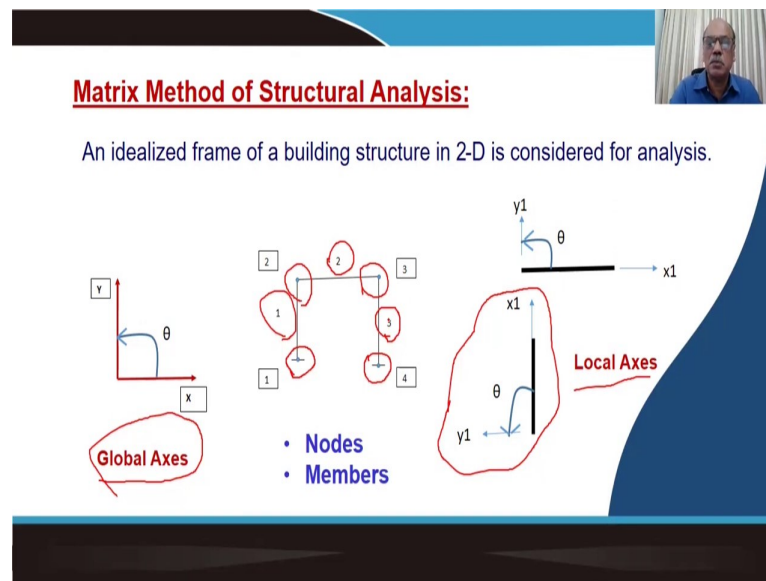 Matrix Method of Structural Analysis:
An idealized frame of a building structure in 2-D is considered for analysis.
Y
θ
X
Global Axes
2
2
3
1
3
1
4
• Nodes
• Members
y1
θ
x1
x1
θ
y1
Local Axes